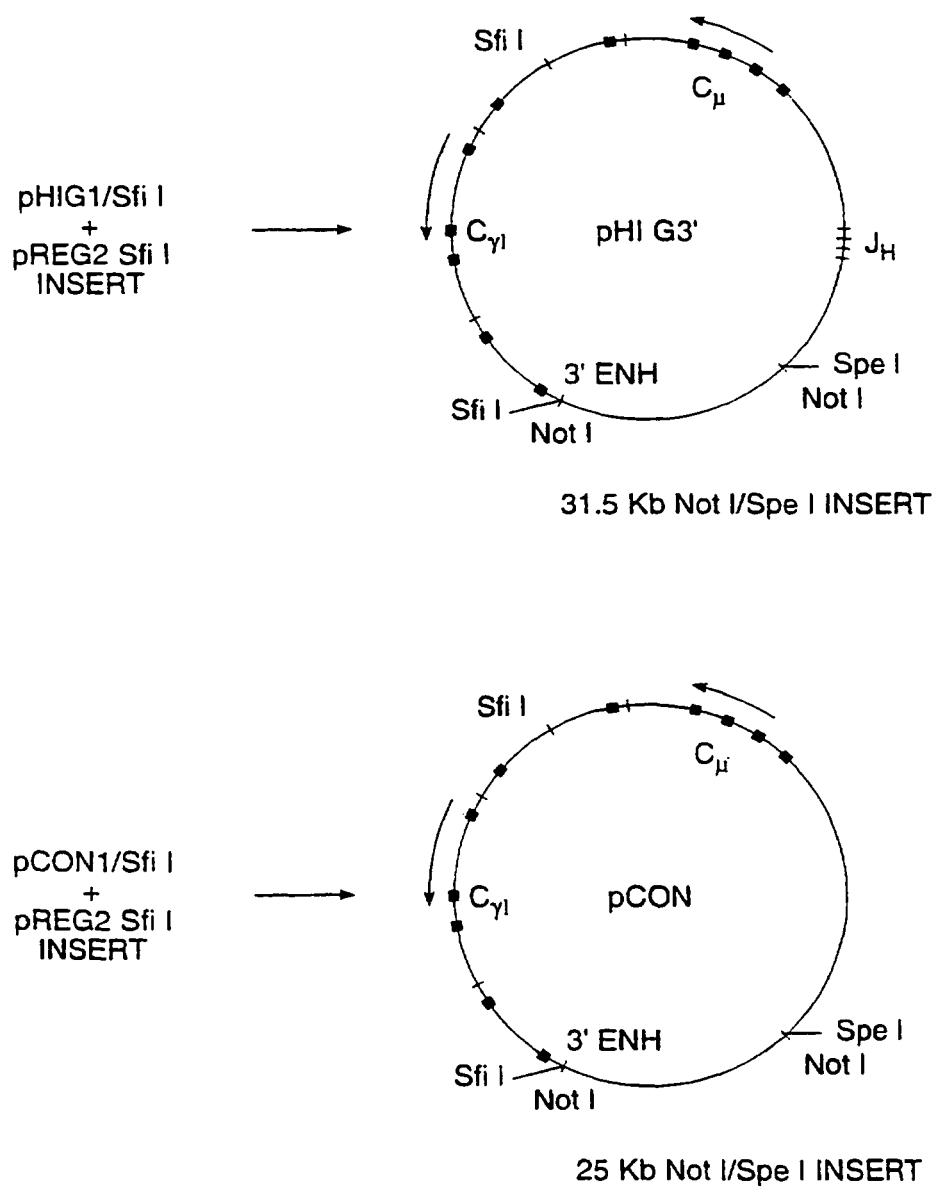 Sfi I
Cμ
pHIG1/Sfi I
+
pREG2 Sfi I
INSERT
CγI
pHI G3'
JH
3' ENH
Spe I
Sfi I
Not I
Not I
31.5 Kb Not I/Spe I INSERT
Sfi I
Cμ
pCON1/Sfi I
+
pREG2 Sfi I
INSERT
CγI
pCON
3' ENH
Spe I
Sfi I
Not I
Not I
25 Kb Not I/Spe I INSERT